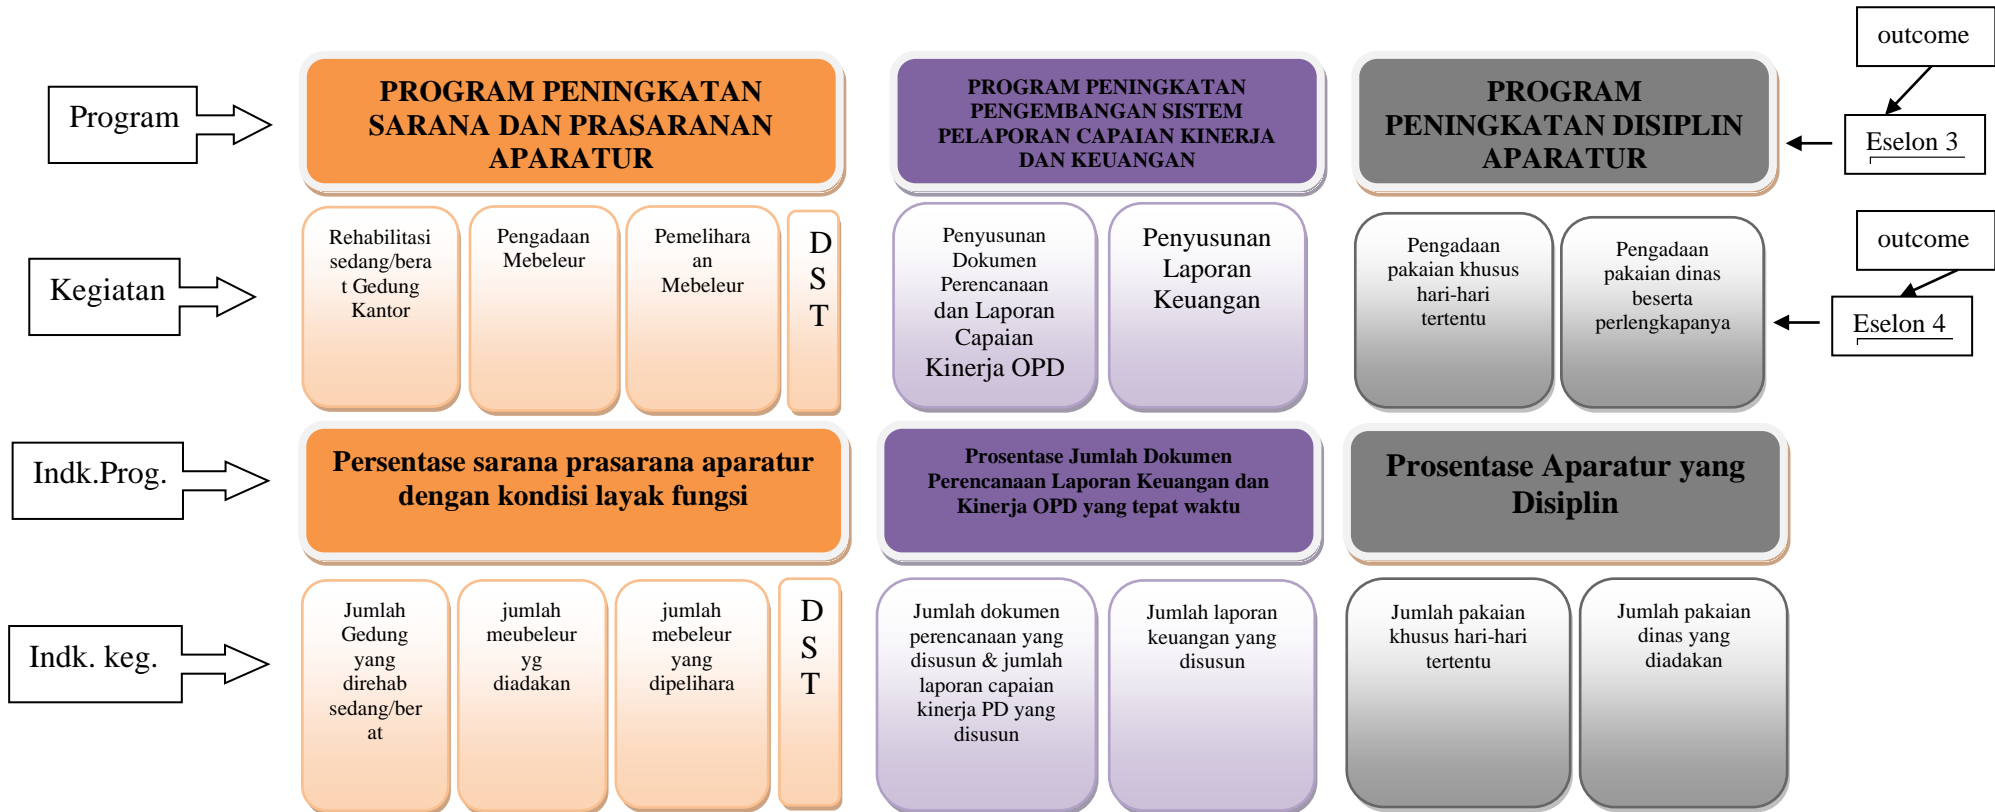 outcome
Program
PROGRAM PENINGKATAN
SARANA DAN PRASARANAN
APARATUR
PROGRAM PENINGKATAN
PENGEMBANGAN SISTEM
PELAPORAN CAPAIAN KINERJA
DAN KEUANGAN
PROGRAM
PENINGKATAN DISIPLIN
APARATUR
Eselon 3
Kegiatan
Rehabilitasi
sedang/bera
t Gedung
Kantor
Pengadaan
Mebeleur
Pemelihara
an
Mebeleur
D
S
T
Penyusunan
Dokumen
Perencanaan
dan Laporan
Capaian
Kinerja OPD
Penyusunan
Laporan
Keuangan
Pengadaan
pakaian khusus
hari-hari
tertentu
Pengadaan
pakaian dinas
beserta
perlengkapanya
outcome
Eselon 4
Indk.Prog.
Persentase sarana prasarana aparatur
dengan kondisi layak fungsi
Prosentase Jumlah Dokumen
Perencanaan Laporan Keuangan dan
Kinerja OPD yang tepat waktu
Prosentase Aparatur yang
Disiplin
Indk. keg.
Jumlah
Gedung
yang
direhab
sedang/ber
at
jumlah
meubeleur
yg
diadakan
jumlah
mebeleur
yang
dipelihara
D
S
T
Jumlah dokumen
perencanaan yang
disusun & jumlah
laporan capaian
kinerja PD yang
disusun
Jumlah laporan
keuangan yang
disusun
Jumlah pakaian
khusus hari-hari
tertentu
Jumlah pakaian
dinas yang
diadakan